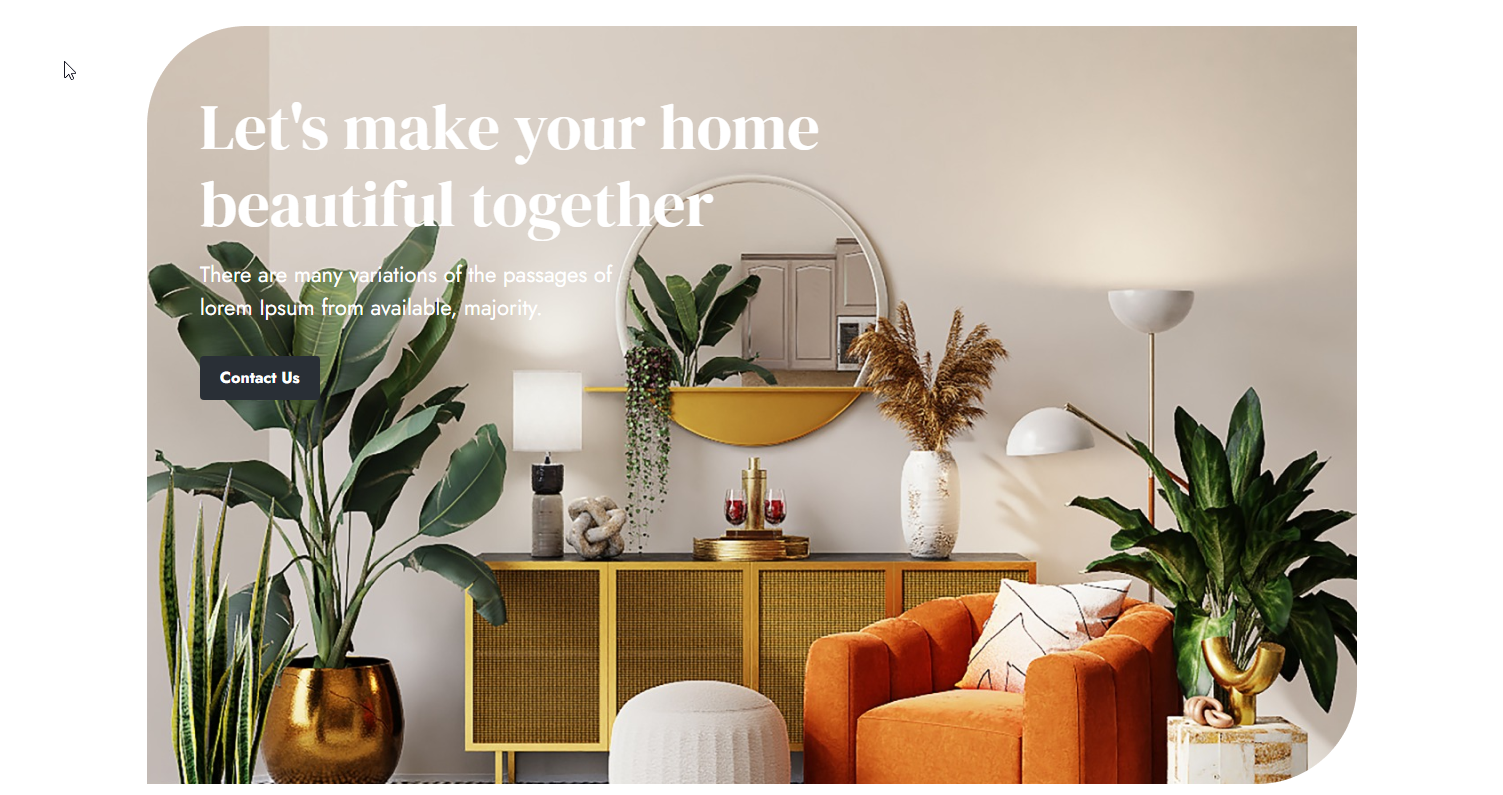 Let's make your home
beautiful together
There are many variations of the passages of
lorem Ipsum from available, majority.
Contact Us